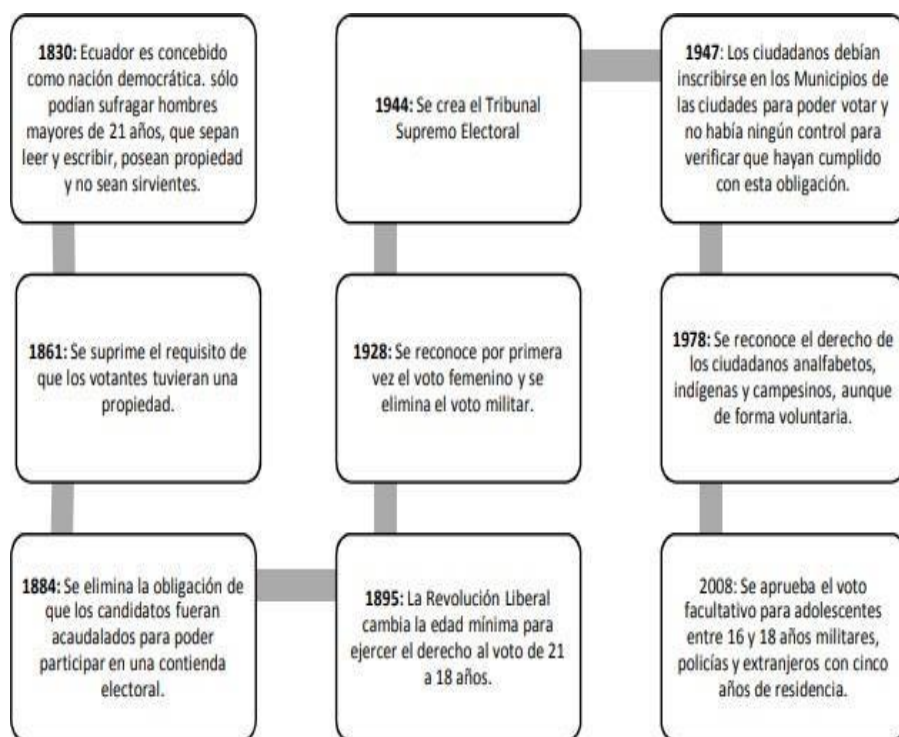 1830: Ecuador es concebido
como nación democrática. sólo
podían sufragar hombres
mayores de 21 años, que sepan
leer y escribir, posean propiedad
y no sean sirvientes.
1861: Se suprime el requisito de
que los votantes tuvieran una
propiedad.
1884: Se elimina la obligación de
que los candidatos fueran
acaudalados para poder
participar en una contienda
electoral.
1895: La Revolución Liberal
cambia la edad mínima para
ejercer el derecho al voto de 21
a 18 años.
1928: Se reconoce por primera
vez el voto femenino y se
elimina el voto militar.
1944: Se crea el Tribunal
Supremo Electoral
1947: Los ciudadanos debían
inscribirse en los Municipios de
las ciudades para poder votar y
no había ningún control para
verificar que hayan cumplido
con esta obligación.
1978: Se reconoce el derecho de
los ciudadanos analfabetos,
indígenas y campesinos, aunque
de forma voluntaria.
2008: Se aprueba el voto
facultativo para adolescentes
entre 16 y 18 años militares,
policías y extranjeros con cinco
años de residencia.